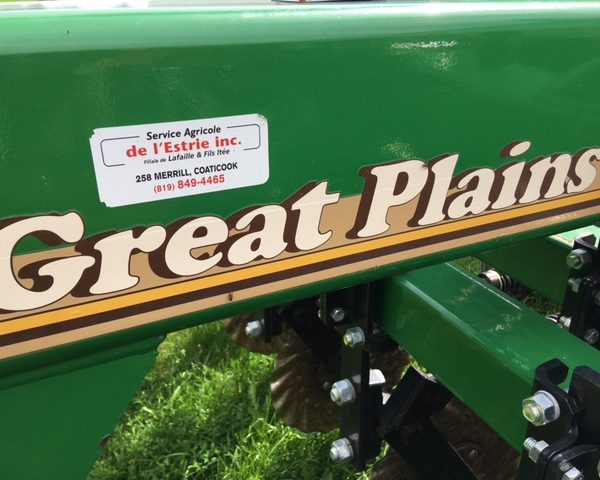 Service Agricole
de l'Estrie inc.
Filiale de Lafaille & Fils ltée
258 MERRILL, COATICOOK
(819) 849-4465
Great Plains